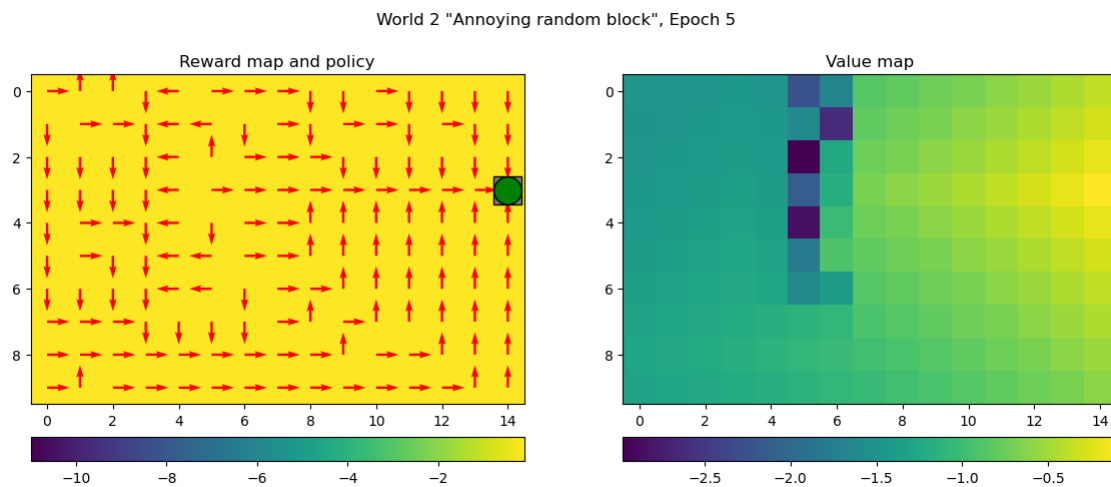 World 2 "Annoying random block", Epoch 5
Reward map and policy
Value map
0
2
4
6
8
0 2 4 6 8 10 12 14
−10 −8 −6 −4 −2
0
2
4
6
8
0 2 4 6 8 10 12 14
−2.5 −2.0 −1.5 −1.0 −0.5